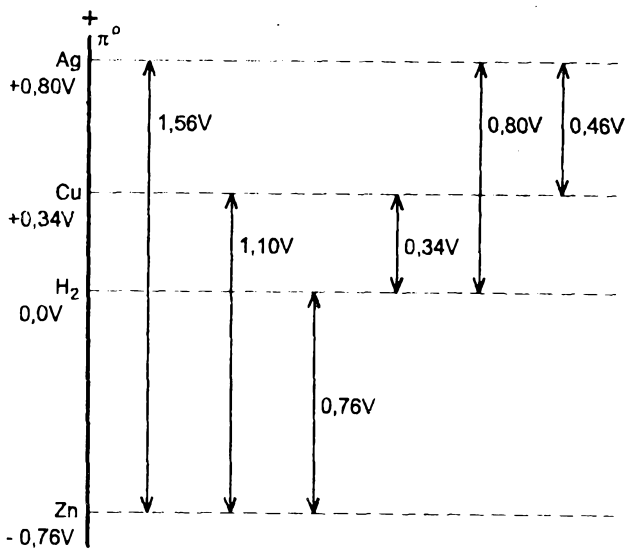 +
π°
Ag
+0,80V
1,56V
0,80V
0,46V
Cu
+0,34V
1,10V
0,34V
H₂
0,0V
0,76V
Zn
- 0,76V